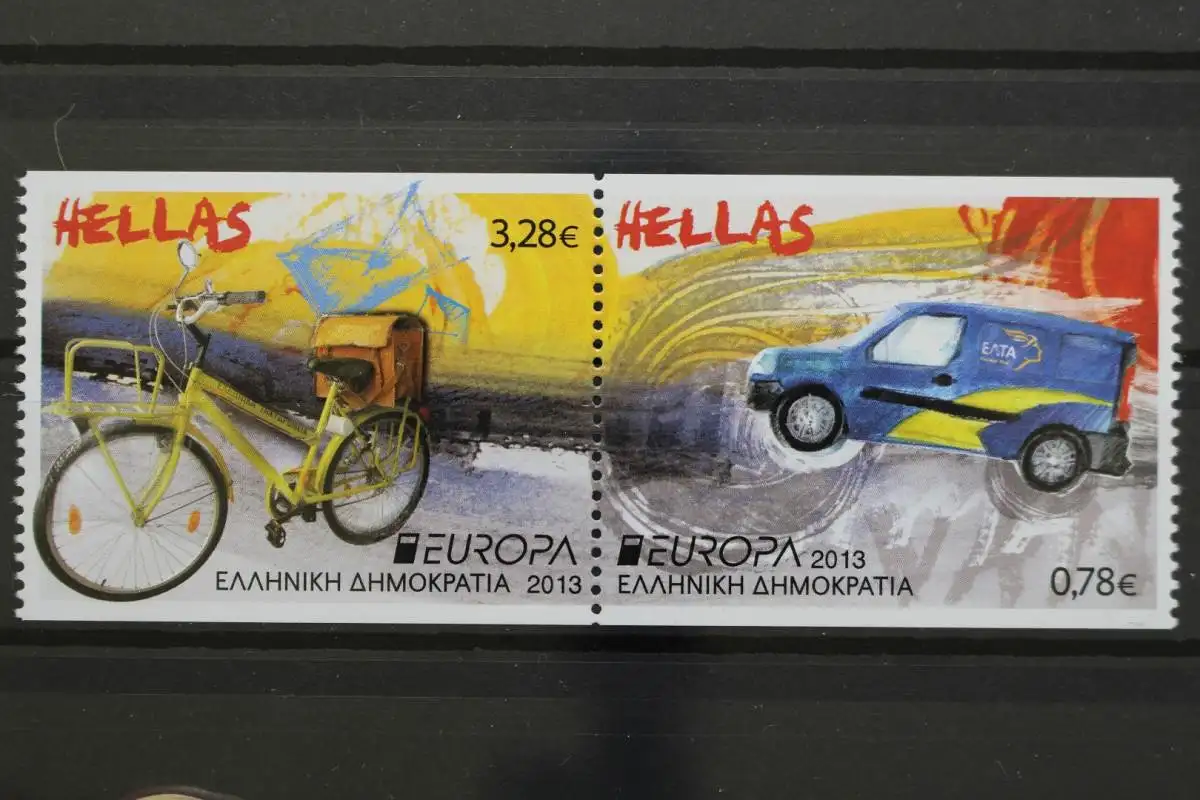 HELLAS
3,28€
EUROPA
ΕΛΛΗΝΙΚΗ ΔΗΜΟΚΡΑΤΙΑ 2013
HELLAS
ΕΛΤΑ
EUROPA 2013
ΕΛΛΗΝΙΚΗ ΔΗΜΟΚΡΑΤΙΑ
0,78€